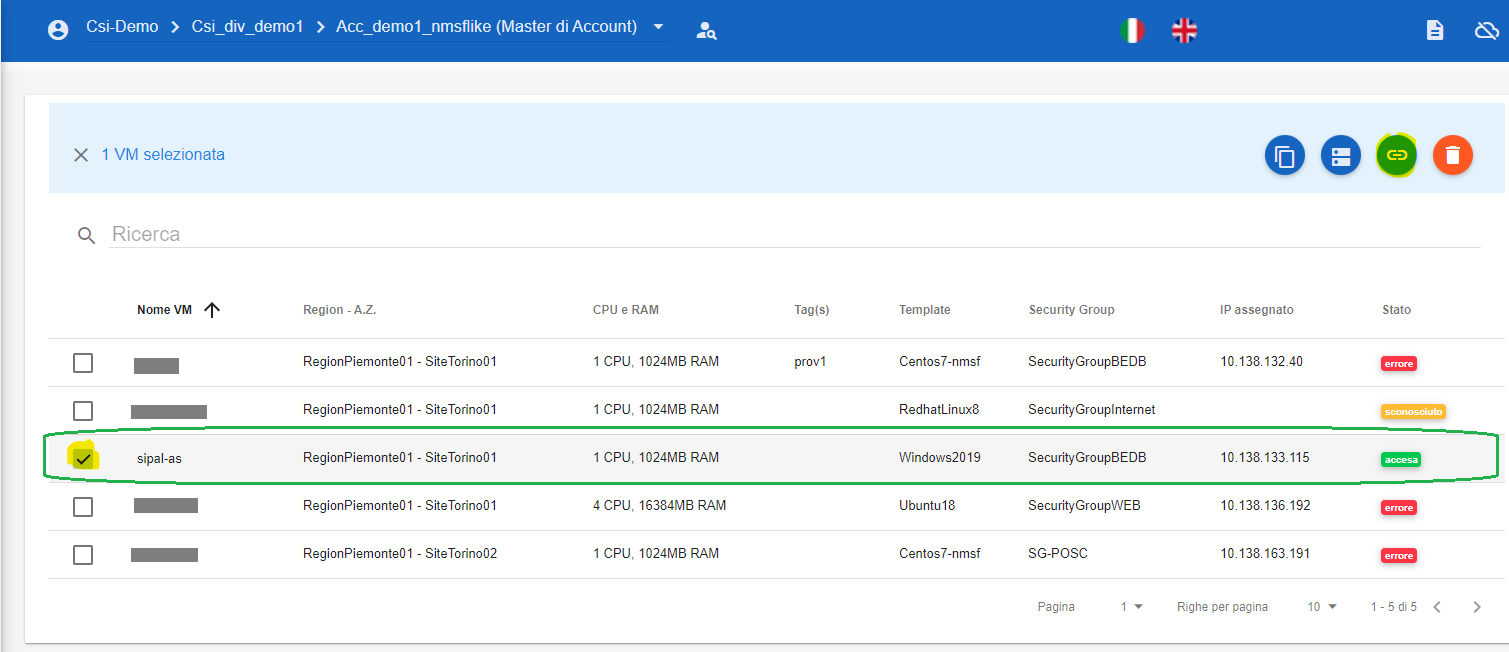 Csi-Demo > Csi_div_demo1 > Acc_demo1_nmsflike (Master di Account)
1 VM selezionata
Ricerca
Nome VM Region - A.Z. CPU e RAM Tag(s) Template Security Group IP assegnato Stato
RegionPiemonte01 - SiteTorino01 1 CPU, 1024MB RAM prov1 Centos7-nmsf SecurityGroupBEDB 10.138.132.40 errore
RegionPiemonte01 - SiteTorino01 1 CPU, 1024MB RAM RedhatLinux8 SecurityGroupInternet sconosciuto
sipal-as RegionPiemonte01 - SiteTorino01 1 CPU, 1024MB RAM Windows2019 SecurityGroupBEDB 10.138.133.115 accesa
RegionPiemonte01 - SiteTorino01 4 CPU, 16384MB RAM Ubuntu18 SecurityGroupWEB 10.138.136.192 errore
RegionPiemonte01 - SiteTorino02 1 CPU, 1024MB RAM Centos7-nmsf SG-POSC 10.138.163.191 errore
Pagina 1 Righe per pagina 10 1 - 5 di 5